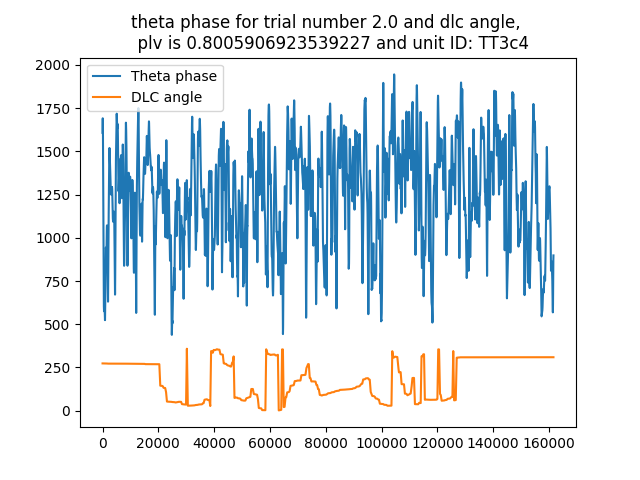 theta phase for trial number 2.0 and dlc angle,
plv is 0.8005906923539227 and unit ID: TT3c4
Theta phase
DLC angle
2000
1750
1500
1250
1000
750
500
250
0
0 20000 40000 60000 80000 100000 120000 140000 160000